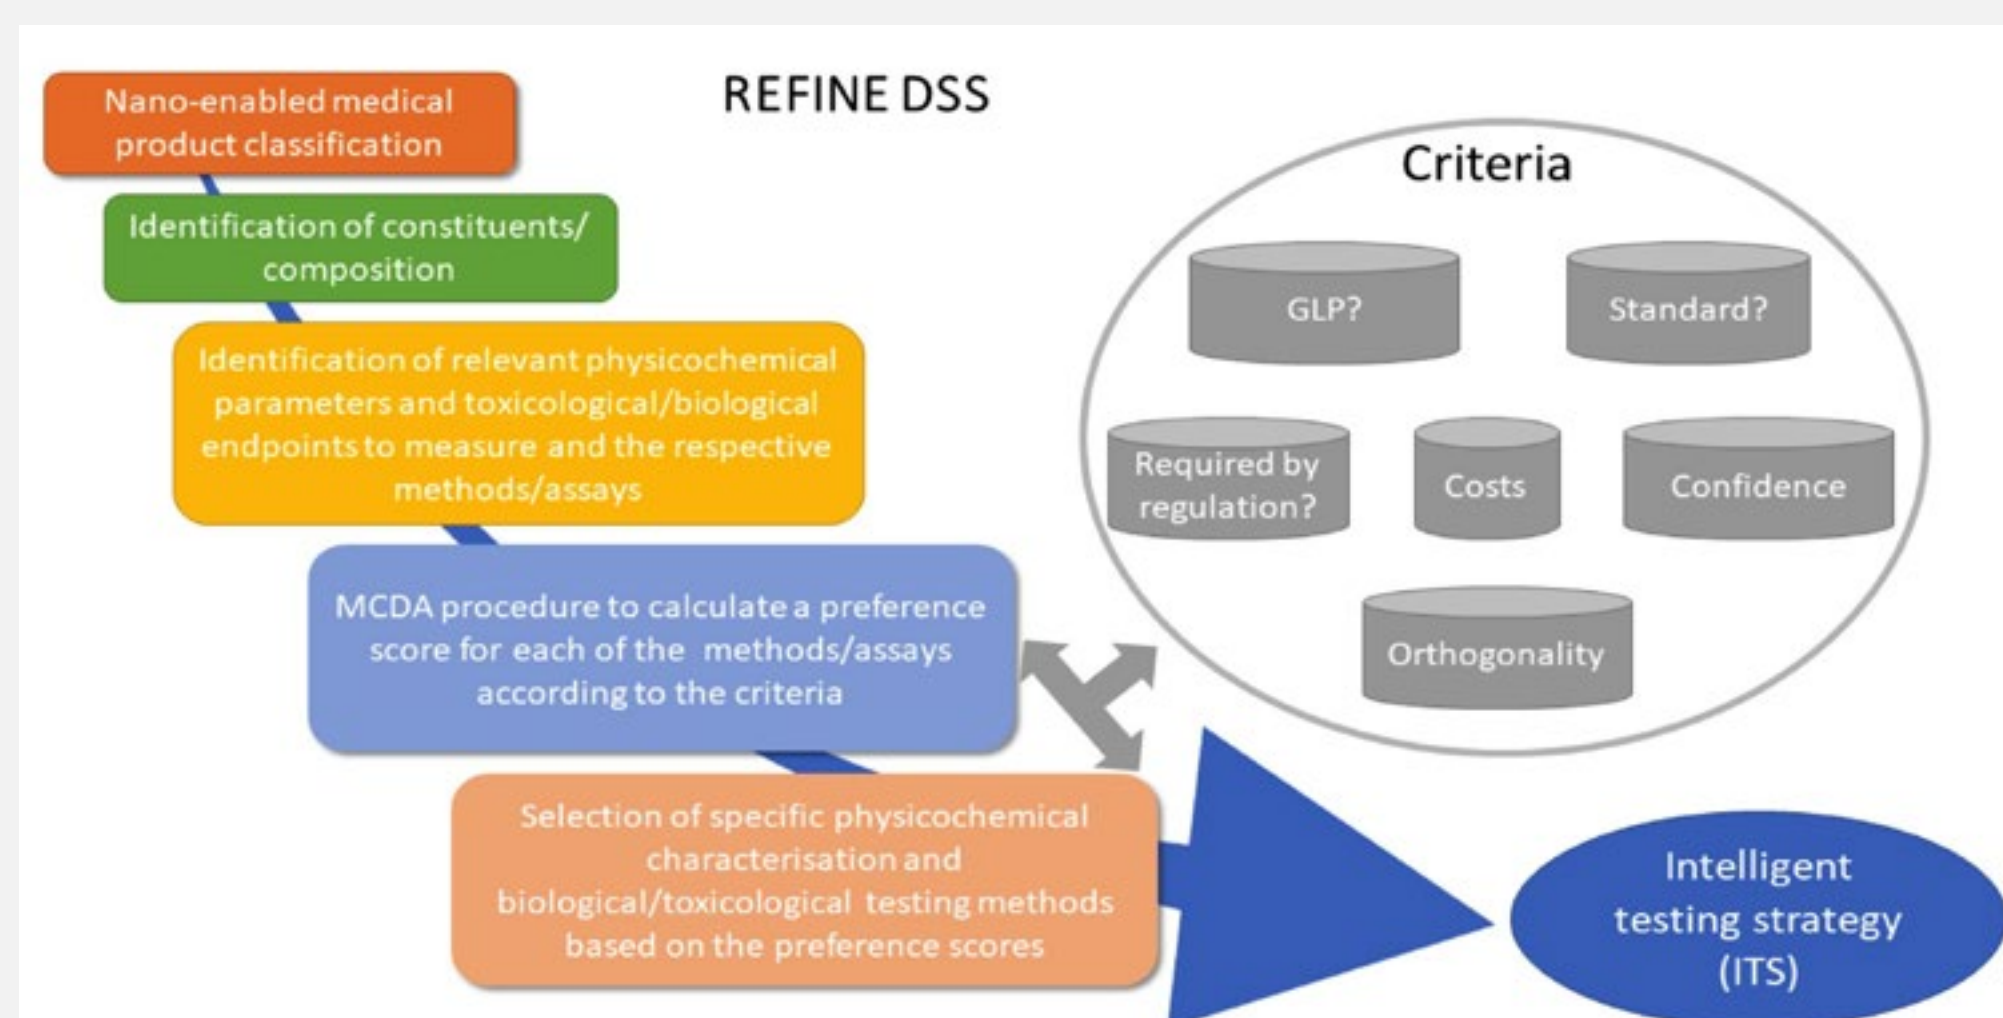 REFINE DSS
Nano-enabled medical
product classification
Identification of constituents/
composition
Identification of relevant physicochemical
parameters and toxicological/biological
endpoints to measure and the respective
methods/assays
MCDA procedure to calculate a preference
score for each of the methods/assays
according to the criteria
Selection of specific physicochemical
characterisation and
biological/toxicological testing methods
based on the preference scores
Criteria
GLP?
Standard?
Required by
regulation?
Costs
Confidence
Orthogonality
Intelligent
testing strategy
(ITS)